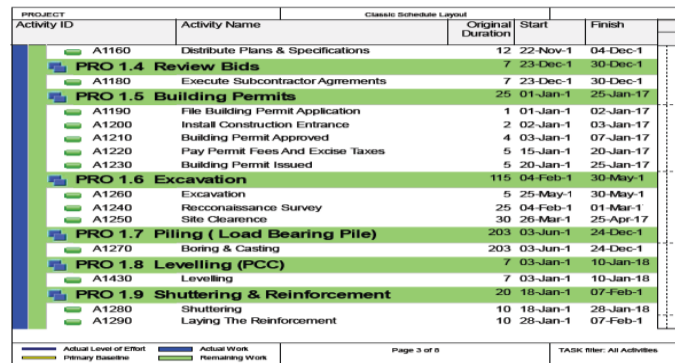 PROJECT Classic Schedule Layout
Activity ID Activity Name Original Duration Start Finish
A1160 Distribute Plans & Specifications 12 22-Nov-1 04-Dec-1
PRO 1.4 Review Bids 7 23-Dec-1 30-Dec-1
A1180 Execute Subcontractor Agrrements 7 23-Dec-1 30-Dec-1
PRO 1.5 Building Permits 25 01-Jan-1 25-Jan-17
A1190 File Building Permit Application 1 01-Jan-1 02-Jan-17
A1200 Install Construction Entrance 2 02-Jan-1 03-Jan-17
A1210 Building Permit Approved 4 03-Jan-1 07-Jan-17
A1220 Pay Permit Fees And Excise Taxes 5 15-Jan-1 20-Jan-17
A1230 Building Permit Issued 5 20-Jan-1 25-Jan-17
PRO 1.6 Excavation 115 04-Feb-1 30-May-1
A1260 Excavation 5 25-May-1 30-May-1
A1240 Recconaissance Survey 25 04-Feb-1 01-Mar-1
A1250 Site Clearence 30 26-Mar-1 25-Apr-17
PRO 1.7 Piling ( Load Bearing Pile) 203 03-Jun-1 24-Dec-1
A1270 Boring & Casting 203 03-Jun-1 24-Dec-1
PRO 1.8 Levelling (PCC) 7 03-Jan-1 10-Jan-18
A1430 Levelling 7 03-Jan-1 10-Jan-18
PRO 1.9 Shuttering & Reinforcement 20 18-Jan-1 07-Feb-1
A1280 Shuttering 10 18-Jan-1 28-Jan-18
A1290 Laying The Reinforcement 10 28-Jan-1 07-Feb-1
Actual Level of Effort Actual Work Page 3 of 8 TASK filter: All Activities
Primary Baseline Remaining Work